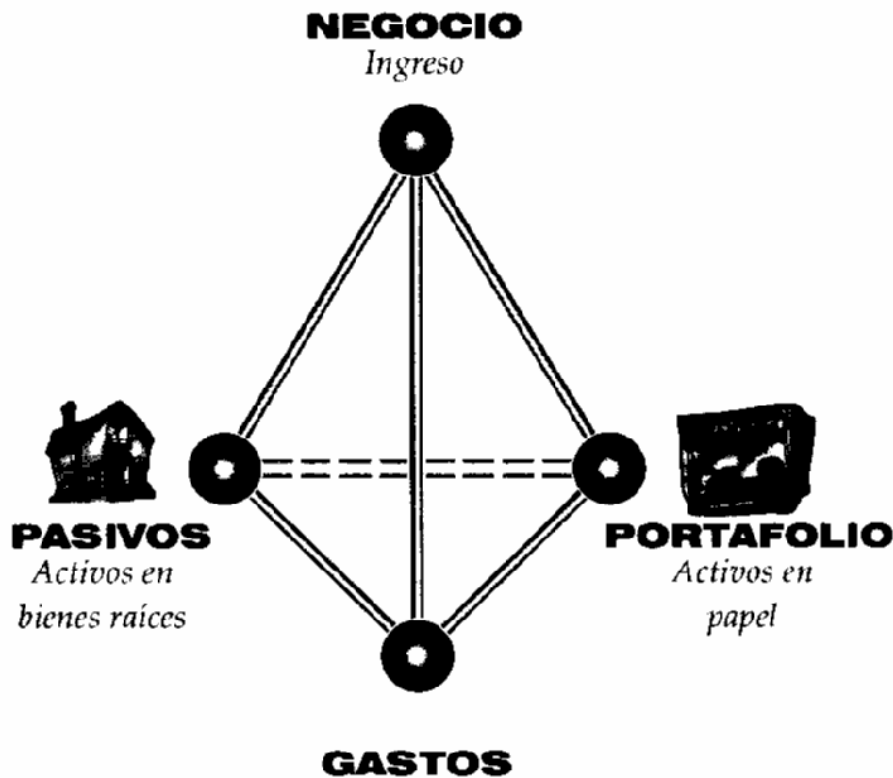 NEGOCIO
Ingreso
PASIVOS
Activos en
bienes raíces
PORTAFOLIO
Activos en
papel
GASTOS